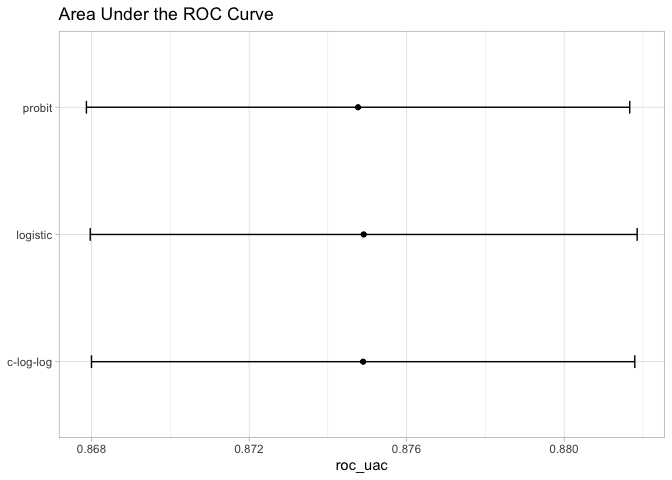 Area Under the ROC Curve
probit
logistic
c-log-log
0.868 0.872 0.876 0.880
roc_uac